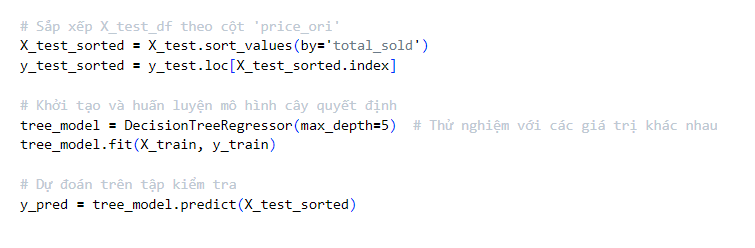 # Sắp xếp X_test_df theo cột 'price_ori'
X_test_sorted = X_test.sort_values(by='total_sold')
y_test_sorted = y_test.loc[X_test_sorted.index]
# Khởi tạo và huấn luyện mô hình cây quyết định
tree_model = DecisionTreeRegressor(max_depth=5)  # Thử nghiệm với các giá trị khác nhau
tree_model.fit(X_train, y_train)
# Dự đoán trên tập kiểm tra
y_pred = tree_model.predict(X_test_sorted)